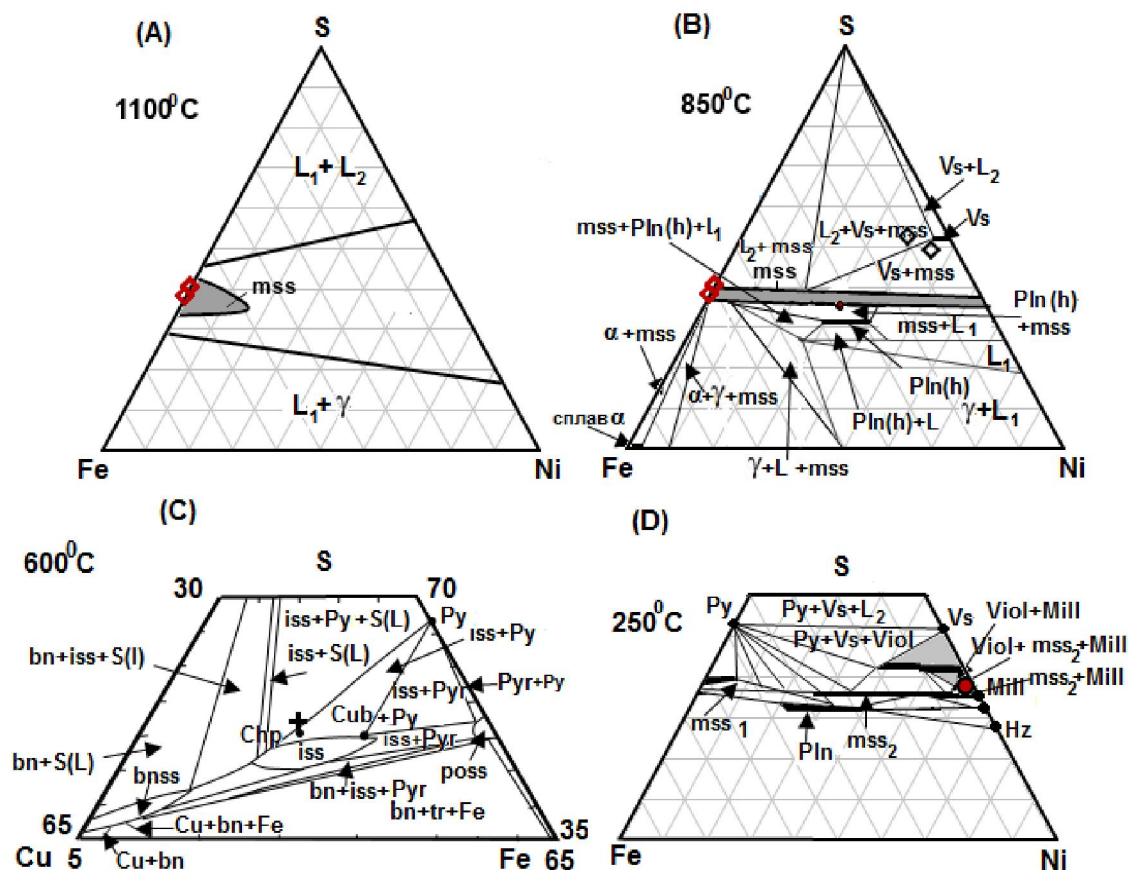 (A)
S
1100⁰C
L₁+ L₂
mss
L₁+ γ
Fe
Ni
(B)
S
850⁰C
Vs+L₂
Vs
mss+Pln(h)+l₁
L₂+Vs+mss
L₂+ mss
mss
Vs+mss
Pln(h)
+mss
α+mss
mss+L₁
L₁
α+γ+mss
Pln(h)
γ+L₁
сплав α
Pln(h)+L
Fe
Ni
γ+L +mss
(C)
600⁰C
S
30
70
Py
iss+Py + S(L)
iss+Py
bn+iss+S(l)
iss+S(L)
iss+Pyr
Pyr+Py
Chp
Cub+Py
iss
iss+Pyr
bn+S(L)
bnss
poss
bn+iss+Pyr
bn+tr+Fe
65
Cu+bn+Fe
35
Cu 5
Cu+bn
Fe 65
(D)
250⁰C
S
Py
Py+Vs+L₂
Vs
Viol+Mill
Py+Vs+Viol
Viol+ mss₂+Mill
mss₂+Mill
Mill
mss₁
Hz
Pln
mss₂
Fe
Ni